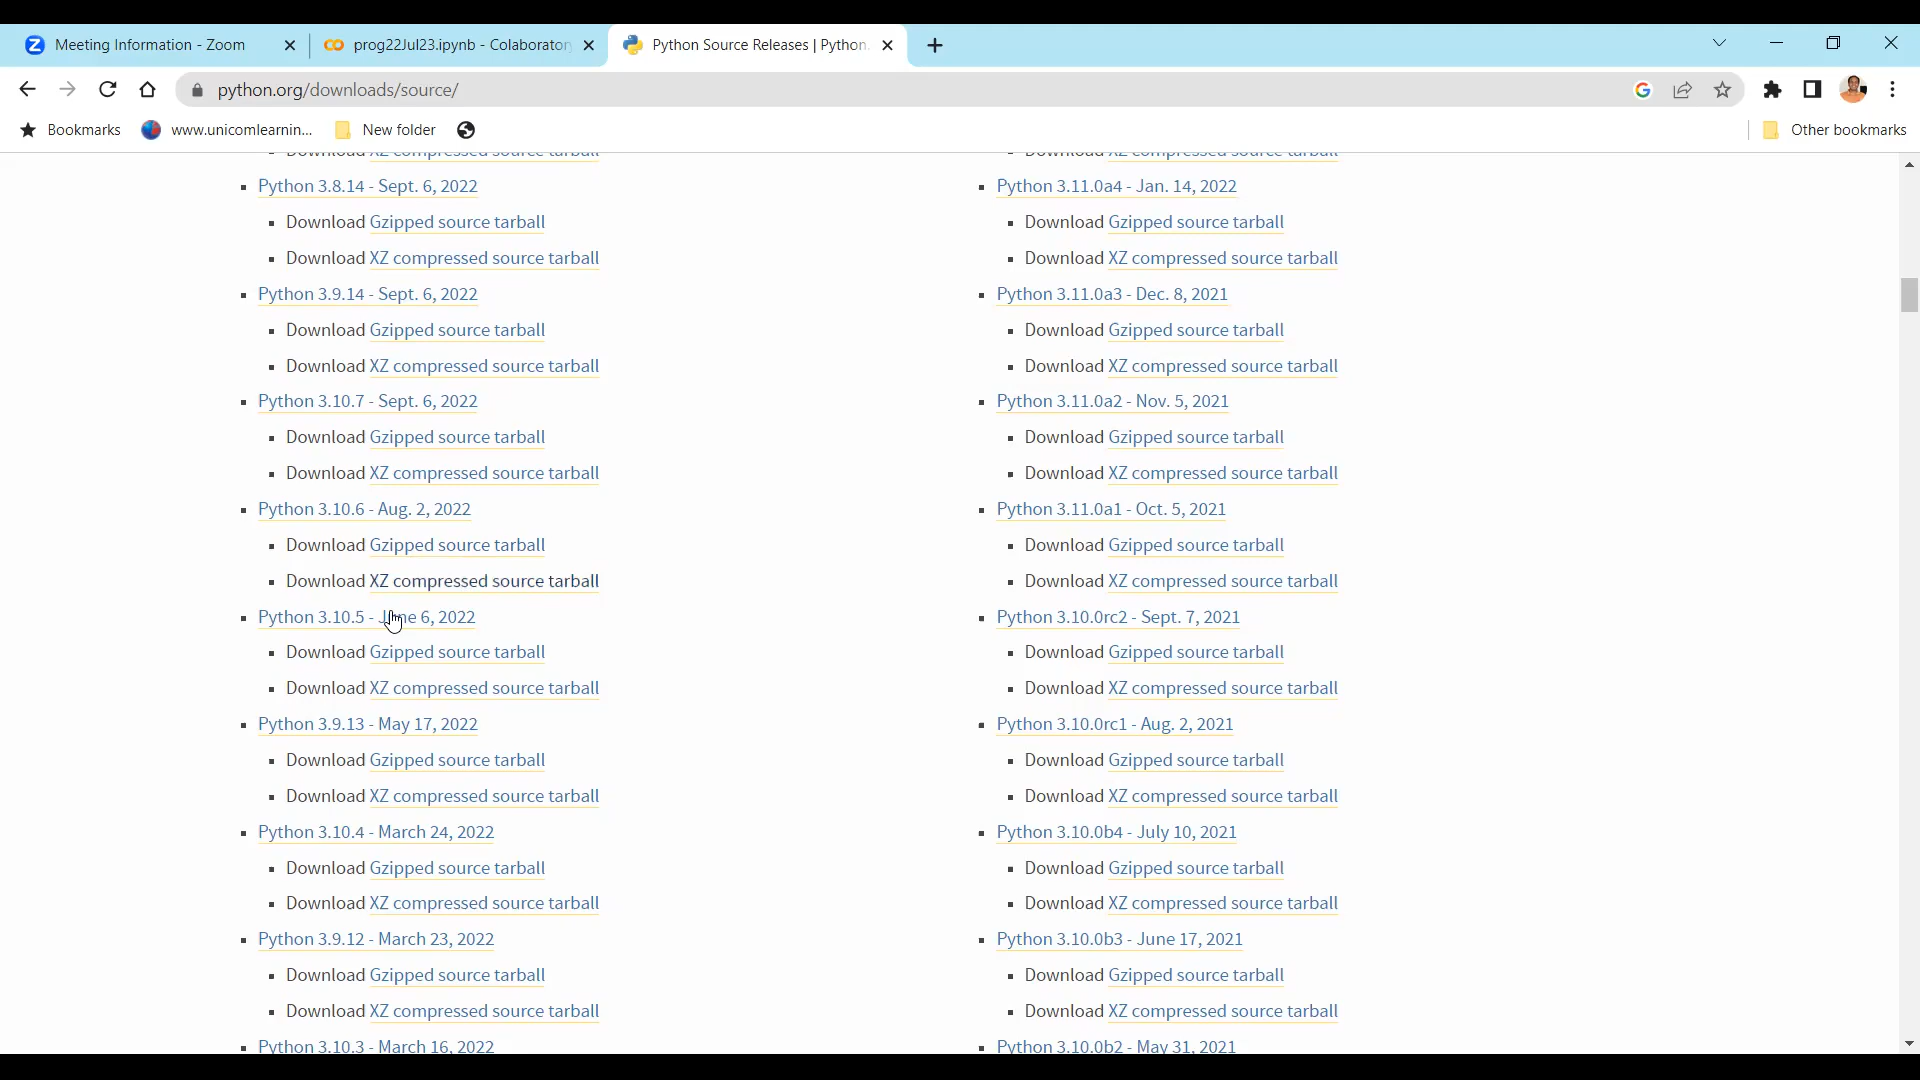 Meeting Information - Zoom
prog22Jul23.ipynb - Colaboratory
Python Source Releases | Python.
python.org/downloads/source/
Bookmarks
www.unicomlearnin...
New folder
Other bookmarks
Download XZ compressed source tarball
Python 3.8.14 - Sept. 6, 2022
Download Gzipped source tarball
Download XZ compressed source tarball
Python 3.9.14 - Sept. 6, 2022
Download Gzipped source tarball
Download XZ compressed source tarball
Python 3.10.7 - Sept. 6, 2022
Download Gzipped source tarball
Download XZ compressed source tarball
Python 3.10.6 - Aug. 2, 2022
Download Gzipped source tarball
Download XZ compressed source tarball
Python 3.10.5 - June 6, 2022
Download Gzipped source tarball
Download XZ compressed source tarball
Python 3.9.13 - May 17, 2022
Download Gzipped source tarball
Download XZ compressed source tarball
Python 3.10.4 - March 24, 2022
Download Gzipped source tarball
Download XZ compressed source tarball
Python 3.9.12 - March 23, 2022
Download Gzipped source tarball
Download XZ compressed source tarball
Python 3.10.3 - March 16, 2022
Download XZ compressed source tarball
Python 3.11.0a4 - Jan. 14, 2022
Download Gzipped source tarball
Download XZ compressed source tarball
Python 3.11.0a3 - Dec. 8, 2021
Download Gzipped source tarball
Download XZ compressed source tarball
Python 3.11.0a2 - Nov. 5, 2021
Download Gzipped source tarball
Download XZ compressed source tarball
Python 3.11.0a1 - Oct. 5, 2021
Download Gzipped source tarball
Download XZ compressed source tarball
Python 3.10.0rc2 - Sept. 7, 2021
Download Gzipped source tarball
Download XZ compressed source tarball
Python 3.10.0rc1 - Aug. 2, 2021
Download Gzipped source tarball
Download XZ compressed source tarball
Python 3.10.0b4 - July 10, 2021
Download Gzipped source tarball
Download XZ compressed source tarball
Python 3.10.0b3 - June 17, 2021
Download Gzipped source tarball
Download XZ compressed source tarball
Python 3.10.0b2 - May 31, 2021